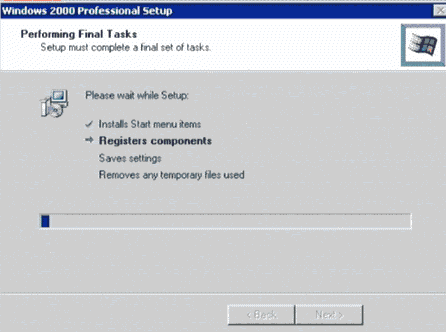 Windows 2000 Professional Setup
Performing Final Tasks
Setup must complete a final set of tasks.
Please wait while Setup:
Installs Start menu items
Registers components
Saves settings
Removes any temporary files used
< Back
Next >